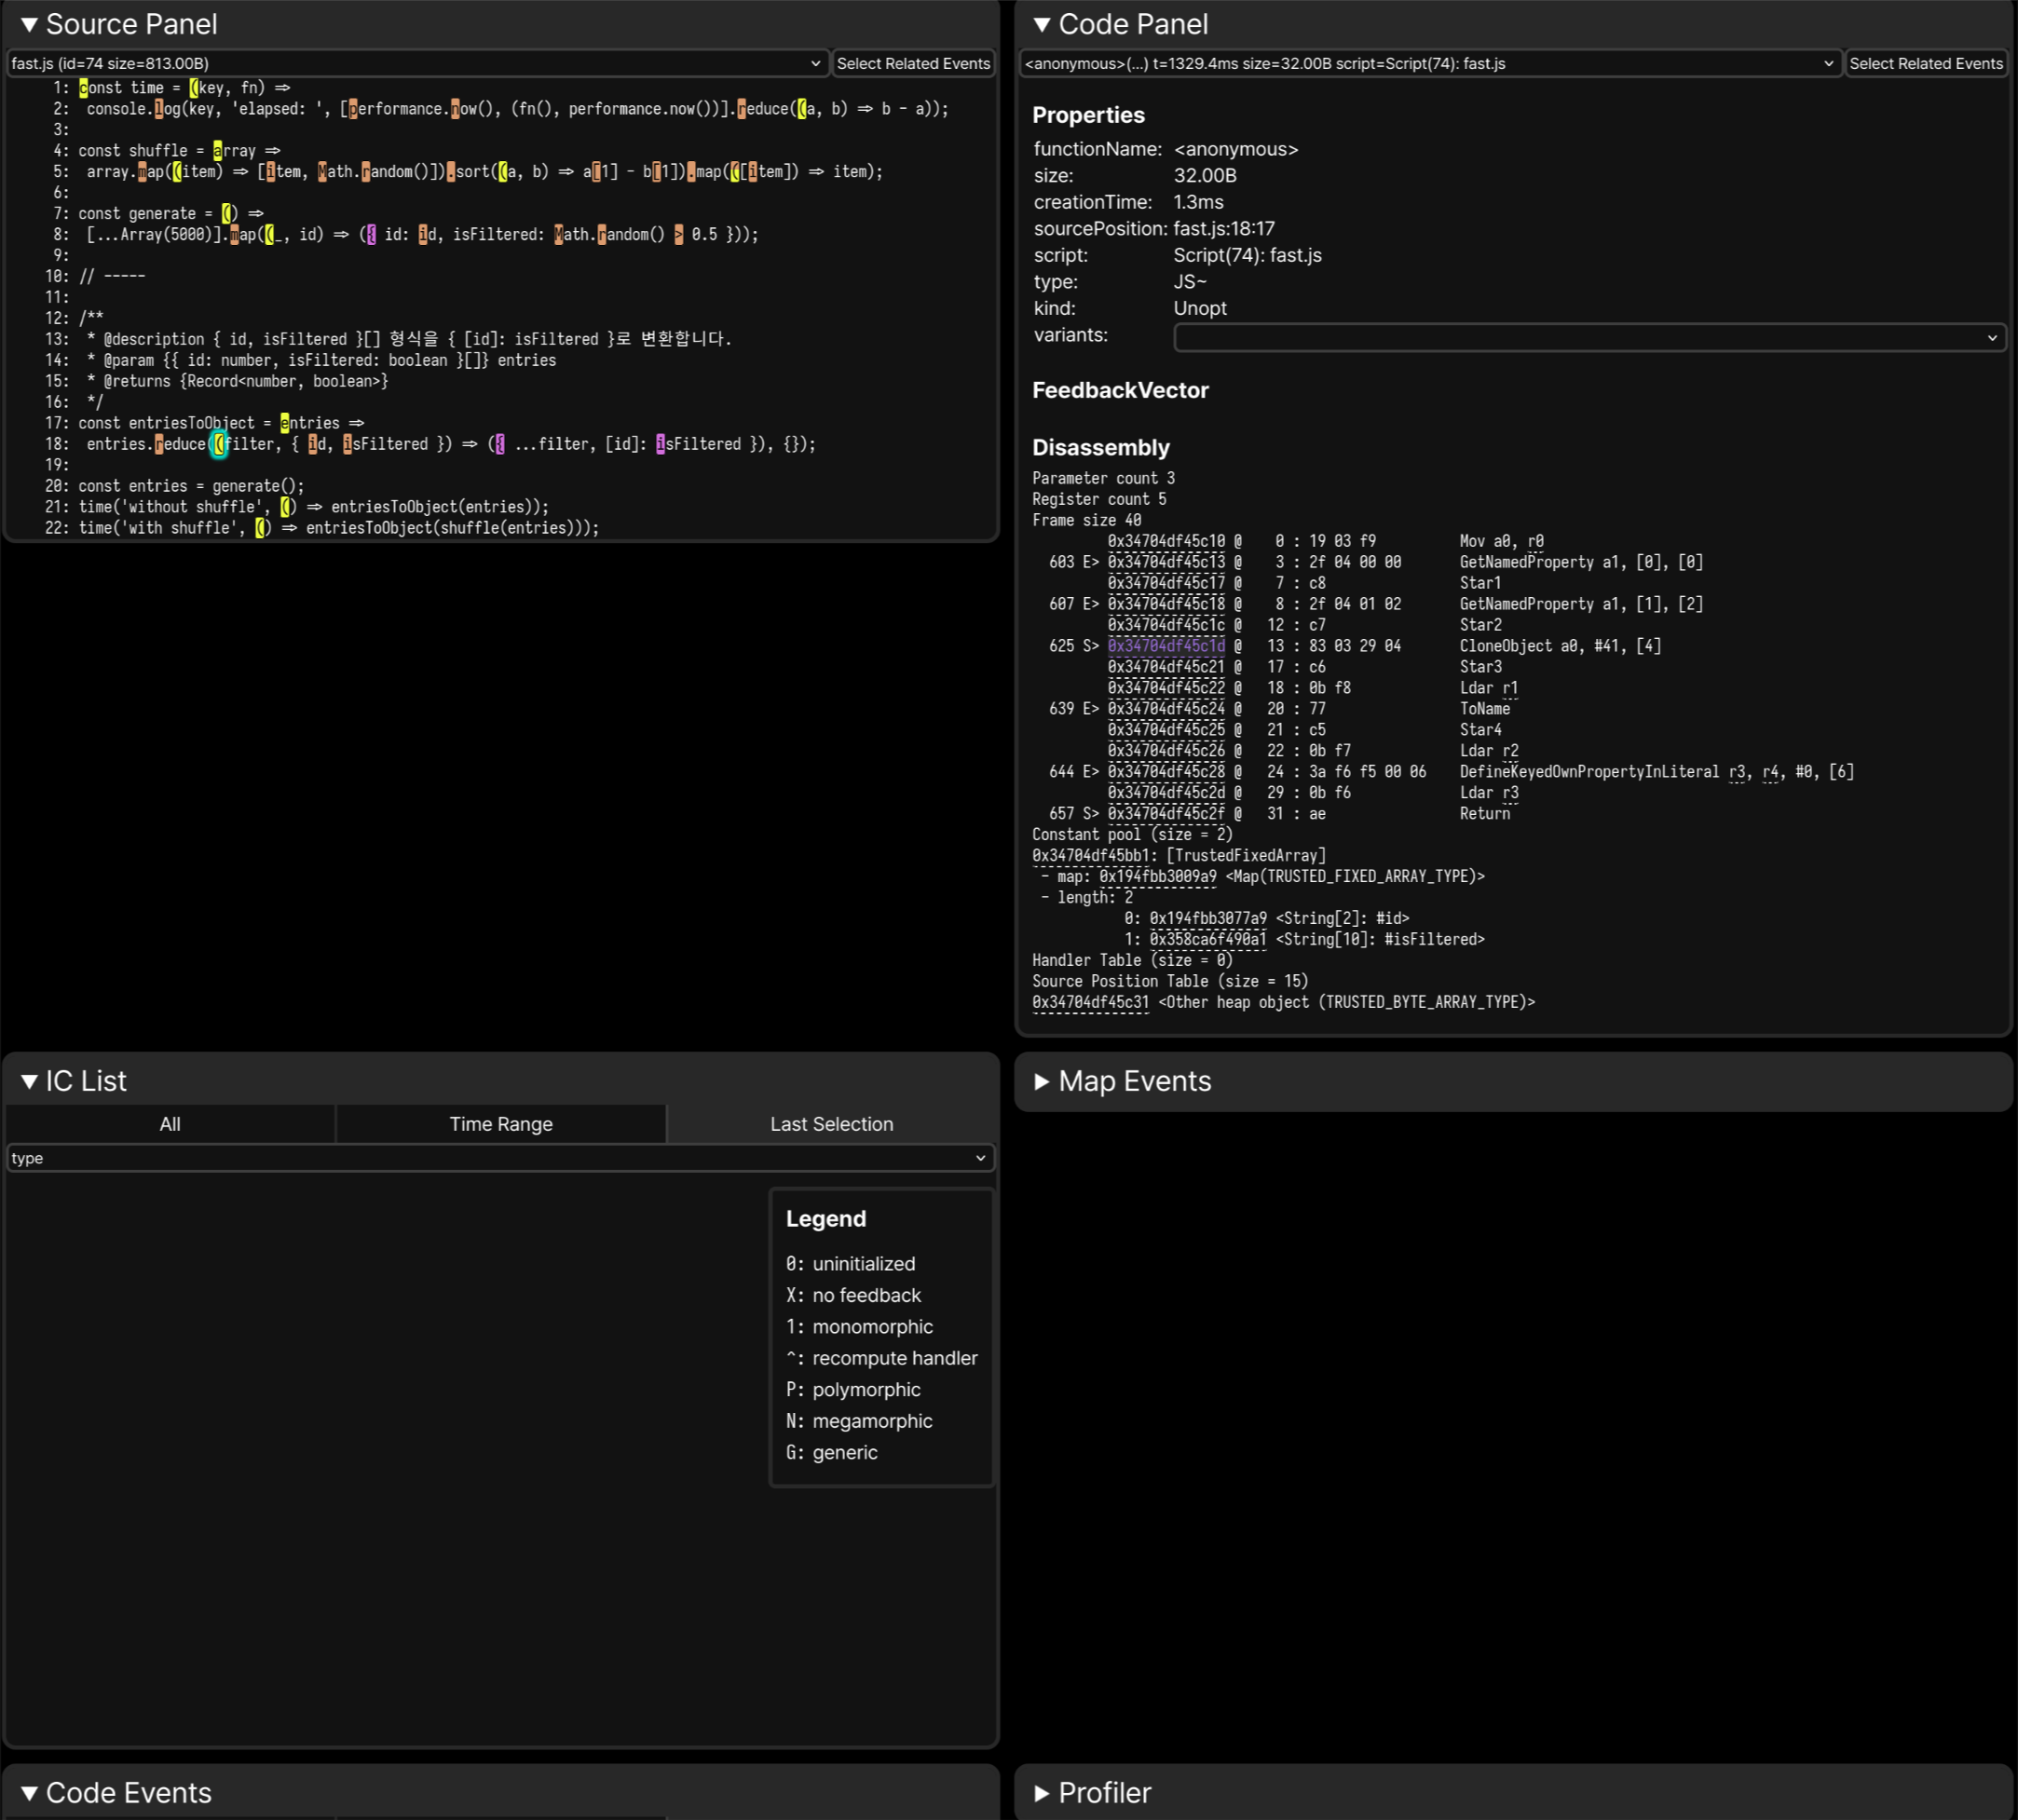 ▼ Source Panel
fast.js (id=74 size=813.00B)
Select Related Events
1: const time = (key, fn) ⇒
2:  console.log(key, 'elapsed: ', [performance.now(), (fn(), performance.now())].reduce((a, b) ⇒ b - a));
3:
4: const shuffle = array ⇒
5:  array.map((item) ⇒ [item, Math.random()]).sort((a, b) ⇒ a[1] - b[1]).map(([item]) ⇒ item);
6:
7: const generate = () ⇒
8:  [...Array(5000)].map((_, id) ⇒ ({ id: id, isFiltered: Math.random() > 0.5 }));
9:
10: // -----
11:
12: /**
13:  * @description { id, isFiltered }[] 형식을 { [id]: isFiltered }로 변환합니다.
14:  * @param {{ id: number, isFiltered: boolean }[]} entries
15:  * @returns {Record<number, boolean>}
16:  */
17: const entriesToObject = entries ⇒
18:  entries.reduce((filter, { id, isFiltered }) ⇒ ({ ...filter, [id]: isFiltered }), {});
19:
20: const entries = generate();
21: time('without shuffle', () ⇒ entriesToObject(entries));
22: time('with shuffle', () ⇒ entriesToObject(shuffle(entries)));
▼ Code Panel
<anonymous>(...) t=1329.4ms size=32.00B script=Script(74): fast.js
Select Related Events
Properties
functionName: <anonymous>
size: 32.00B
creationTime: 1.3ms
sourcePosition: fast.js:18:17
script: Script(74): fast.js
type: JS~
kind: Unopt
variants:
FeedbackVector
Disassembly
Parameter count 3
Register count 5
Frame size 40
0x34704df45c10 @ 0 : 19 03 f9 Mov a0, r0
603 E> 0x34704df45c13 @ 3 : 2f 04 00 00 GetNamedProperty a1, [0], [0]
0x34704df45c17 @ 7 : c8 Star1
607 E> 0x34704df45c18 @ 8 : 2f 04 01 02 GetNamedProperty a1, [1], [2]
0x34704df45c1c @ 12 : c7 Star2
625 S> 0x34704df45c1d @ 13 : 83 03 29 04 CloneObject a0, #41, [4]
0x34704df45c21 @ 17 : c6 Star3
0x34704df45c22 @ 18 : 0b f8 Ldar r1
639 E> 0x34704df45c24 @ 20 : 77 ToName
0x34704df45c25 @ 21 : c5 Star4
0x34704df45c26 @ 22 : 0b f7 Ldar r2
644 E> 0x34704df45c28 @ 24 : 3a f6 f5 00 06 DefineKeyedOwnPropertyInLiteral r3, r4, #0, [6]
0x34704df45c2d @ 29 : 0b f6 Ldar r3
657 S> 0x34704df45c2f @ 31 : ae Return
Constant pool (size = 2)
0x34704df45bb1: [TrustedFixedArray]
- map: 0x194fbb3009a9 <Map(TRUSTED_FIXED_ARRAY_TYPE)>
- length: 2
0: 0x194fbb3077a9 <String[2]: #id>
1: 0x358ca6f490a1 <String[10]: #isFiltered>
Handler Table (size = 0)
Source Position Table (size = 15)
0x34704df45c31 <Other heap object (TRUSTED_BYTE_ARRAY_TYPE)>
▼ IC List
All
Time Range
Last Selection
type
Legend
0: uninitialized
X: no feedback
1: monomorphic
^: recompute handler
P: polymorphic
N: megamorphic
G: generic
▶ Map Events
▼ Code Events
▶ Profiler